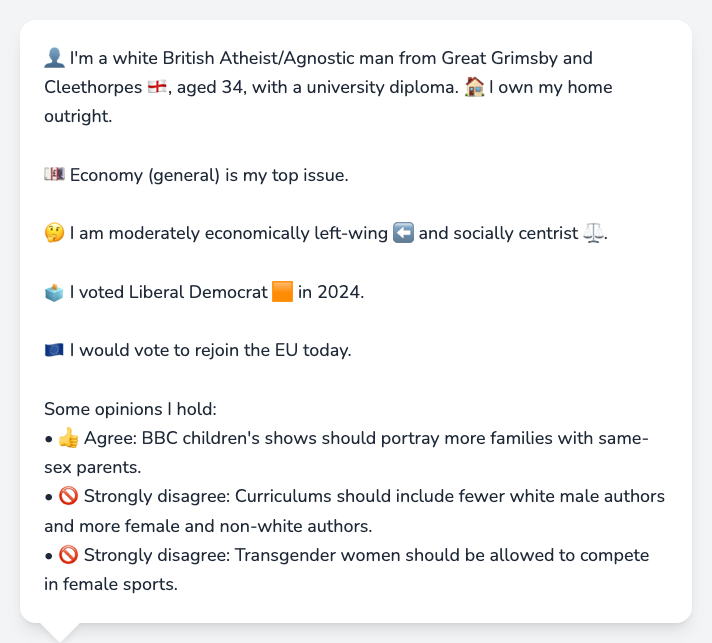 👤 I'm a white British Atheist/Agnostic man from Great Grimsby and
Cleethorpes 🏴󠁧󠁢󠁥󠁮󠁧󠁿, aged 34, with a university diploma. 🏠 I own my home
outright.
💷 Economy (general) is my top issue.
🤔 I am moderately economically left-wing ⬅️ and socially centrist ⚖️.
🗳️ I voted Liberal Democrat 🟧 in 2024.
🇪🇺 I would vote to rejoin the EU today.
Some opinions I hold:
• 👍 Agree: BBC children's shows should portray more families with same-
sex parents.
• 🚫 Strongly disagree: Curriculums should include fewer white male authors
and more female and non-white authors.
• 🚫 Strongly disagree: Transgender women should be allowed to compete
in female sports.